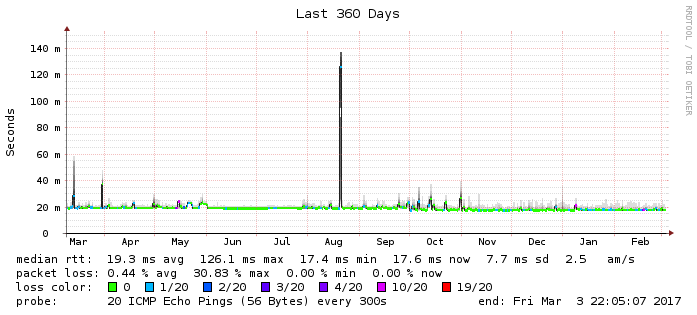 Last 360 Days
RRDTOOL / TOBI OETIKER
Seconds
140 m
120 m
100 m
80 m
60 m
40 m
20 m
0
Mar Apr May Jun Jul Aug Sep Oct Nov Dec Jan Feb
median rtt: 19.3 ms avg 126.1 ms max 17.4 ms min 17.6 ms now 7.7 ms sd 2.5 am/s
packet loss: 0.44 % avg 30.83 % max 0.00 % min 0.00 % now
loss color: 0 1/20 2/20 3/20 4/20 10/20 19/20
probe: 20 ICMP Echo Pings (56 Bytes) every 300s end: Fri Mar 3 22:05:07 2017